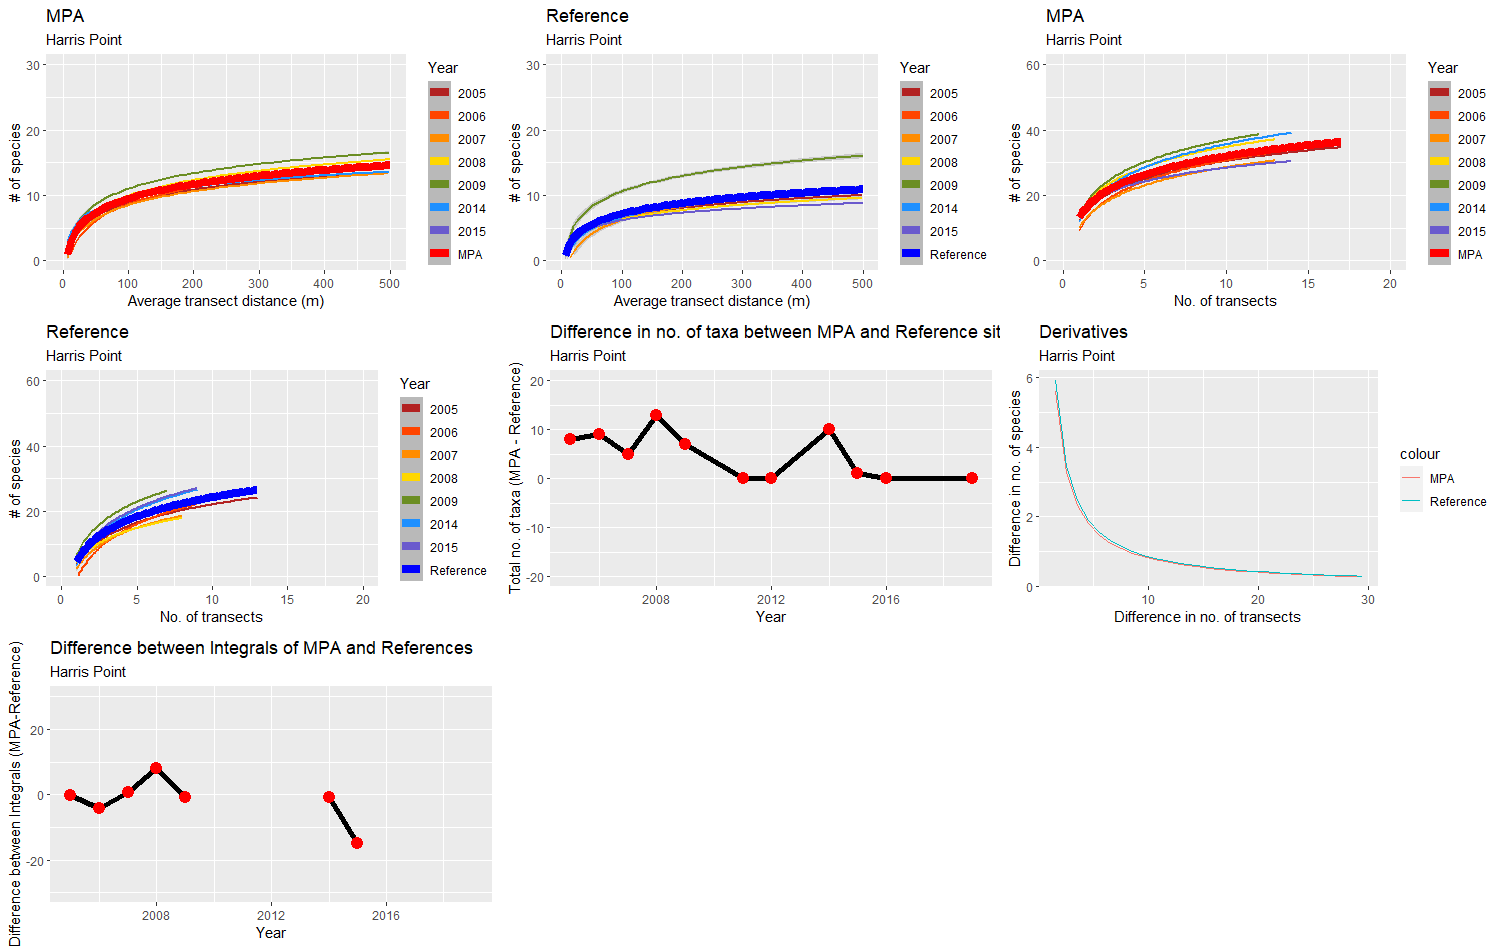 MPA
Harris Point
# of species
30
20
10
0
0 100 200 300 400 500
Average transect distance (m)
Year
2005
2006
2007
2008
2009
2014
2015
MPA
Reference
Harris Point
# of species
30
20
10
0
0 100 200 300 400 500
Average transect distance (m)
Year
2005
2006
2007
2008
2009
2014
2015
Reference
MPA
Harris Point
# of species
60
40
20
0
0 5 10 15 20
No. of transects
Year
2005
2006
2007
2008
2009
2014
2015
MPA
Reference
Harris Point
# of species
60
40
20
0
0 5 10 15 20
No. of transects
Year
2005
2006
2007
2008
2009
2014
2015
Reference
Difference in no. of taxa between MPA and Reference sit
Harris Point
Total no. of taxa (MPA - Reference)
20
10
0
-10
-20
2008 2012 2016
Year
Derivatives
Harris Point
Difference in no. of species
6
4
2
0
10 20 30
Difference in no. of transects
colour
MPA
Reference
Difference between Integrals of MPA and References
Harris Point
Difference between Integrals (MPA-Reference)
20
0
-20
2008 2012 2016
Year